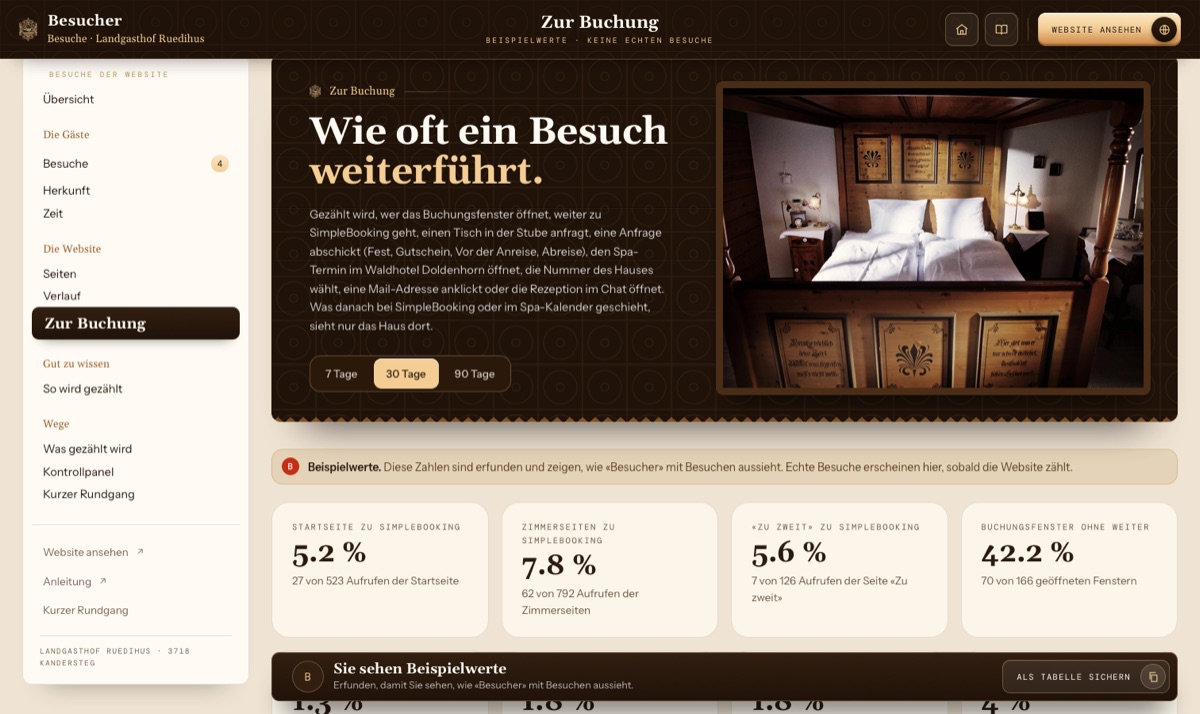 Besucher
Besuche · Landgasthof Ruedihus
Zur Buchung
BEISPIELWERTE · KEINE ECHTEN BESUCHE
WEBSITE ANSEHEN
BESUCHE DER WEBSITE
Übersicht
Die Gäste
Besuche 4
Herkunft
Zeit
Die Website
Seiten
Verlauf
Zur Buchung
Gut zu wissen
So wird gezählt
Wege
Was gezählt wird
Kontrollpanel
Kurzer Rundgang
Website ansehen ↗
Anleitung ↗
Kurzer Rundgang
LANDGASTHOF RUEDIHUS · 3718
KANDERSTEG
Zur Buchung
Wie oft ein Besuch
weiterführt.
Gezählt wird, wer das Buchungsfenster öffnet, weiter zu
SimpleBooking geht, einen Tisch in der Stube anfragt, eine Anfrage
abschickt (Fest, Gutschein, Vor der Anreise, Abreise), den Spa-
Termin im Waldhotel Doldenhorn öffnet, die Nummer des Hauses
wählt, eine Mail-Adresse anklickt oder die Rezeption im Chat öffnet.
Was danach bei SimpleBooking oder im Spa-Kalender geschieht,
sieht nur das Haus dort.
7 Tage
30 Tage
90 Tage
B
Beispielwerte. Diese Zahlen sind erfunden und zeigen, wie «Besucher» mit Besuchen aussieht. Echte Besuche erscheinen hier, sobald die Website zählt.
STARTSEITE ZU SIMPLEBOOKING
5.2 %
27 von 523 Aufrufen der Startseite
ZIMMERSEITEN ZU
SIMPLEBOOKING
7.8 %
62 von 792 Aufrufen der
Zimmerseiten
«ZU ZWEIT» ZU SIMPLEBOOKING
5.6 %
7 von 126 Aufrufen der Seite «Zu
zweit»
BUCHUNGSFENSTER OHNE WEITER
42.2 %
70 von 166 geöffneten Fenstern
B
Sie sehen Beispielwerte
Erfunden, damit Sie sehen, wie «Besucher» mit Besuchen aussieht.
ALS TABELLE SICHERN
1.3 %
1.8 %
1.8 %
4 %